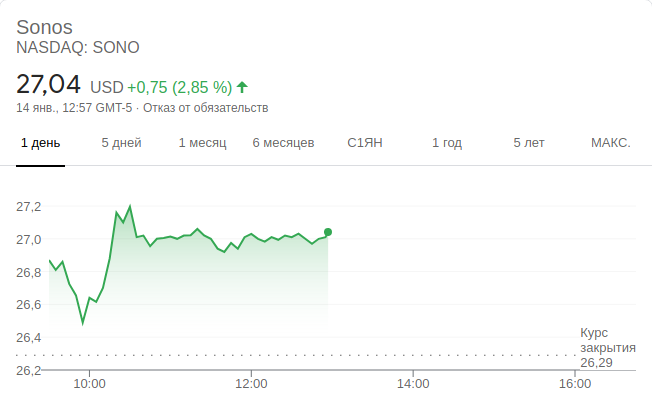 Sonos
NASDAQ: SONO
27,04 USD +0,75 (2,85 %)
14 янв., 12:57 GMT-5 · Отказ от обязательств
1 день 5 дней 1 месяц 6 месяцев С1ЯН 1 год 5 лет МАКС.
27,2
27,0
26,8
26,6
26,4
26,2
Курс
закрытия
26,29
10:00 12:00 14:00 16:00